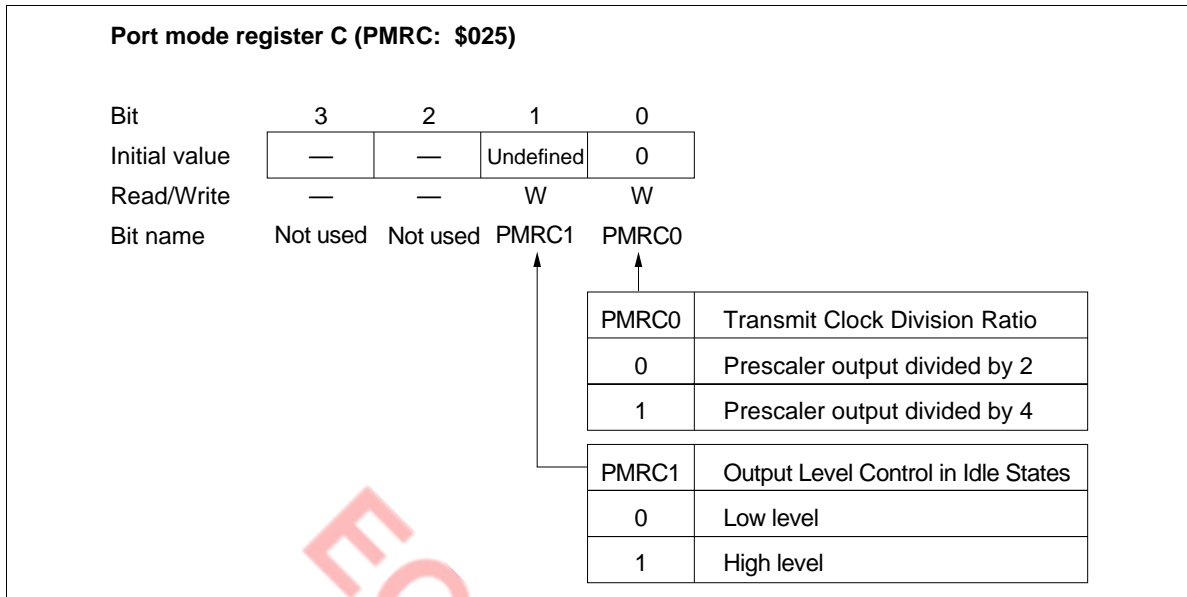 Port mode register C (PMRC: $025)
Bit 3 2 1 0
Initial value — — Undefined 0
Read/Write — — W W
Bit name Not used Not used PMRC1 PMRC0
PMRC0 Transmit Clock Division Ratio
0 Prescaler output divided by 2
1 Prescaler output divided by 4
PMRC1 Output Level Control in Idle States
0 Low level
1 High level